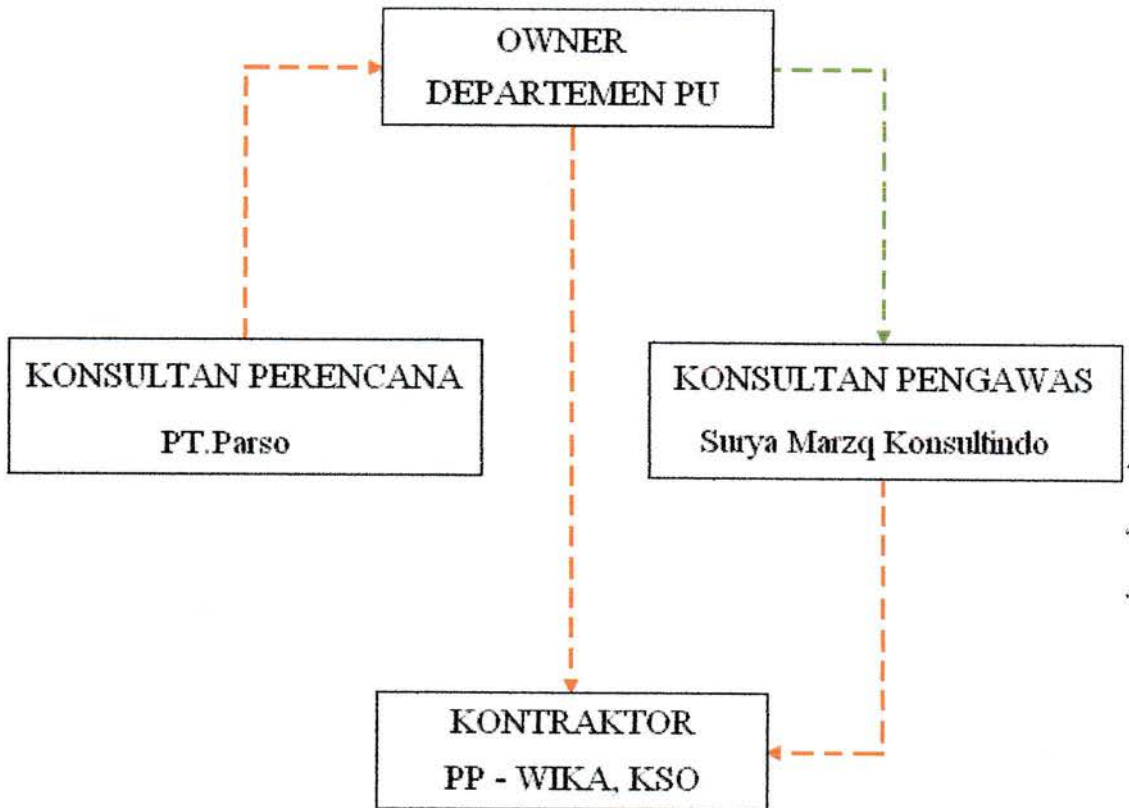 OWNER
DEPARTEMEN PU
KONSULTAN PERENCANA
PT.Parso
KONSULTAN PENGAWAS
Surya Marzq Konsultindo
KONTRAKTOR
PP - WIKA, KSO